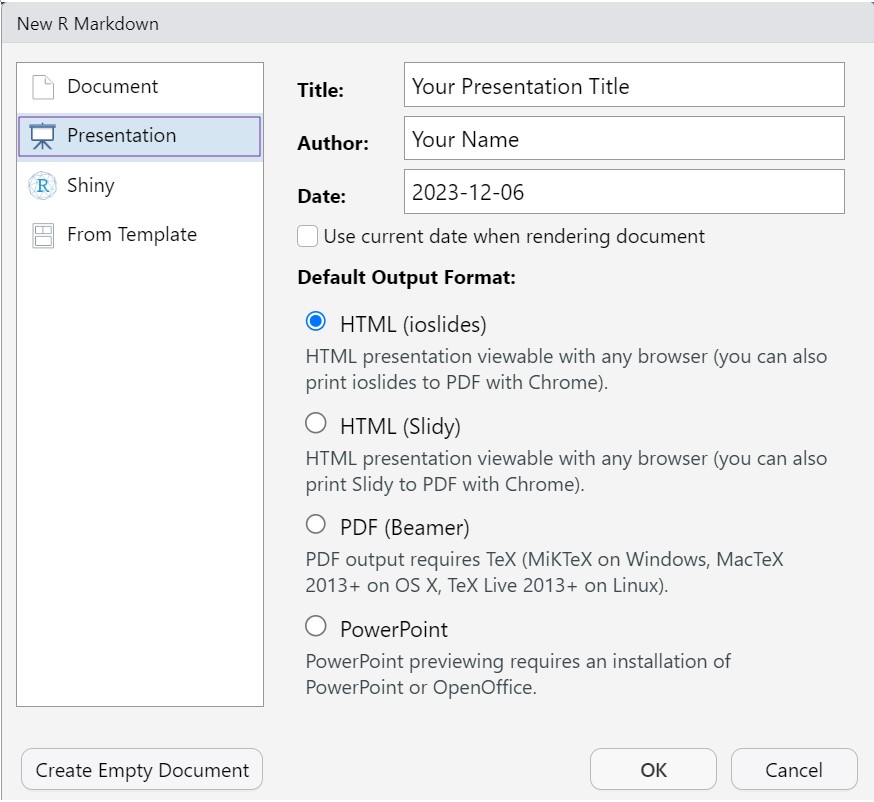 New R Markdown
Document
Presentation
R
Shiny
From Template
Title:
Your Presentation Title
Author:
Your Name
Date:
2023-12-06
Use current date when rendering document
Default Output Format:
HTML (ioslides)
HTML presentation viewable with any browser (you can also
print ioslides to PDF with Chrome).
HTML (Slidy)
HTML presentation viewable with any browser (you can also
print Slidy to PDF with Chrome).
PDF (Beamer)
PDF output requires TeX (MiKTeX on Windows, MacTeX
2013+ on OS X, TeX Live 2013+ on Linux).
PowerPoint
PowerPoint previewing requires an installation of
PowerPoint or OpenOffice.
Create Empty Document
OK
Cancel